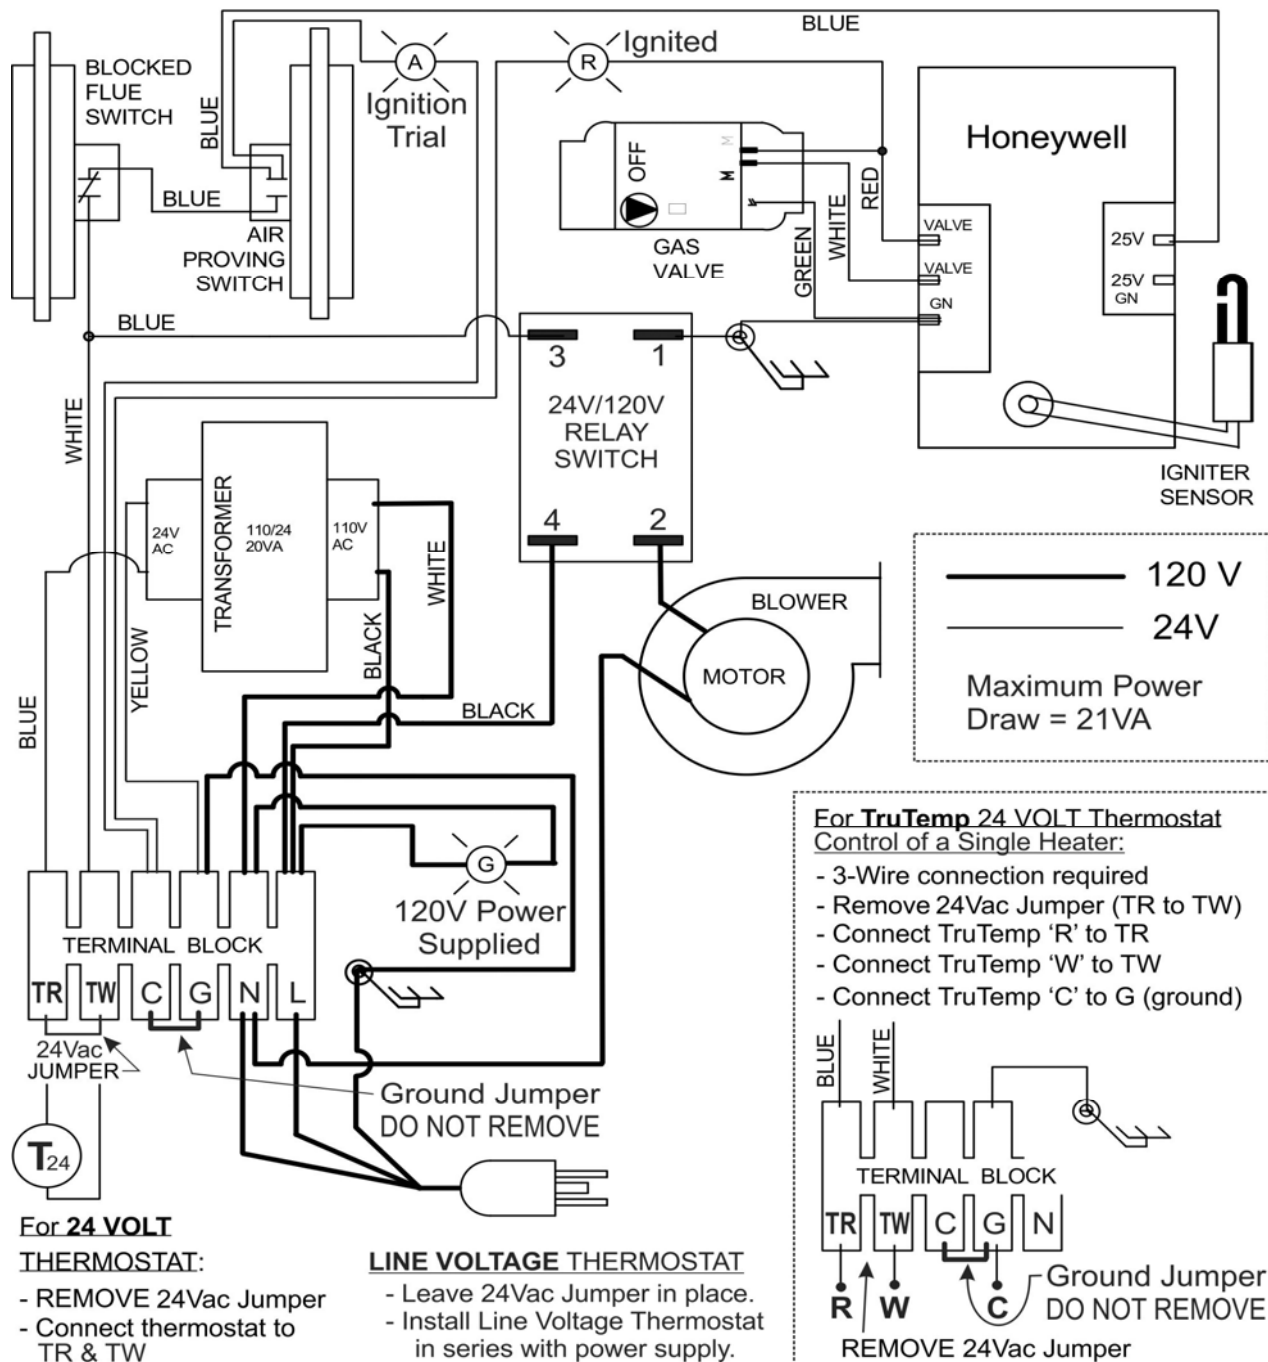 BLUE
BLOCKED
FLUE
SWITCH
BLUE
A
Ignition
Trial
R
Ignited
OFF
M
M
GAS
VALVE
RED
WHITE
GREEN
Honeywell
VALVE
VALVE
GN
25V
25V
GN
BLUE
AIR
PROVING
SWITCH
BLUE
3
1
24V/120V
RELAY
SWITCH
4
2
IGNITER
SENSOR
WHITE
24V
AC
TRANSFORMER
110/24
20VA
110V
AC
WHITE
BLACK
YELLOW
BLUE
BLACK
BLOWER
MOTOR
120 V
24V
Maximum Power
Draw = 21VA
G
120V Power
Supplied
TERMINAL BLOCK
TR TW C G N L
24Vac
JUMPER
Ground Jumper
DO NOT REMOVE
T24
For 24 VOLT
THERMOSTAT:
- REMOVE 24Vac Jumper
- Connect thermostat to
TR & TW
LINE VOLTAGE THERMOSTAT
- Leave 24Vac Jumper in place.
- Install Line Voltage Thermostat
in series with power supply.
For TruTemp 24 VOLT Thermostat
Control of a Single Heater:
- 3-Wire connection required
- Remove 24Vac Jumper (TR to TW)
- Connect TruTemp ‘R’ to TR
- Connect TruTemp ‘W’ to TW
- Connect TruTemp ‘C’ to G (ground)
BLUE
WHITE
TERMINAL BLOCK
TR TW C G N
R W C
Ground Jumper
DO NOT REMOVE
REMOVE 24Vac Jumper